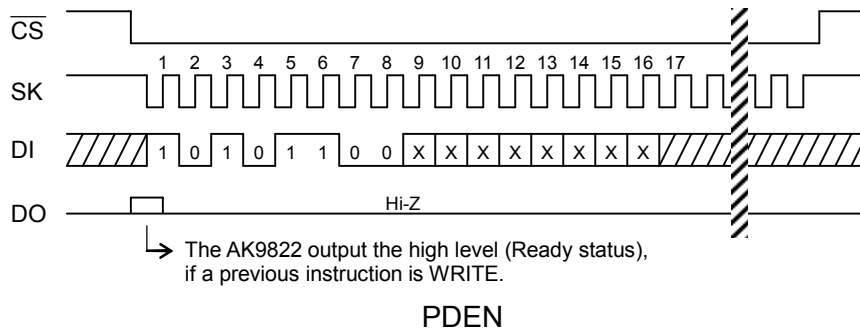 CS
1 2 3 4 5 6 7 8 9 10 11 12 13 14 15 16 17
SK
DI 1 0 1 0 1 1 0 0 X X X X X X X X
DO Hi-Z
The AK9822 output the high level (Ready status),
if a previous instruction is WRITE.
PDEN